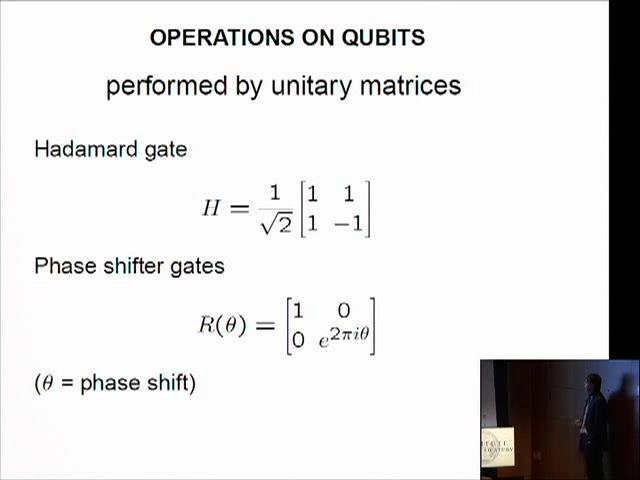 OPERATIONS ON QUBITS
performed by unitary matrices
Hadamard gate
H = 1/√2 [1 1; 1 −1]
Phase shifter gates
R(θ) = [1 0; 0 e^{2πiθ}]
(θ = phase shift)